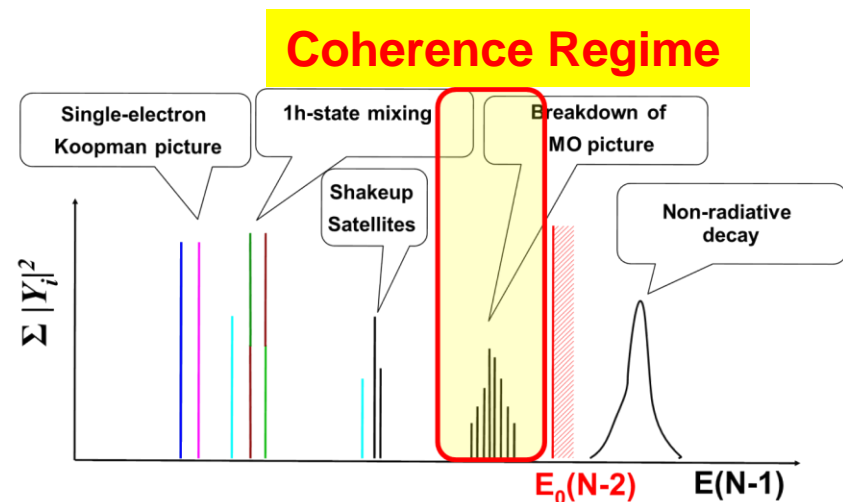 Coherence Regime
Single-electron
Koopman picture
1h-state mixing
Breakdown of
MO picture
Shakeup
Satellites
Non-radiative
decay
Σ |Yᵢ|²
E₀(N-2)
E(N-1)